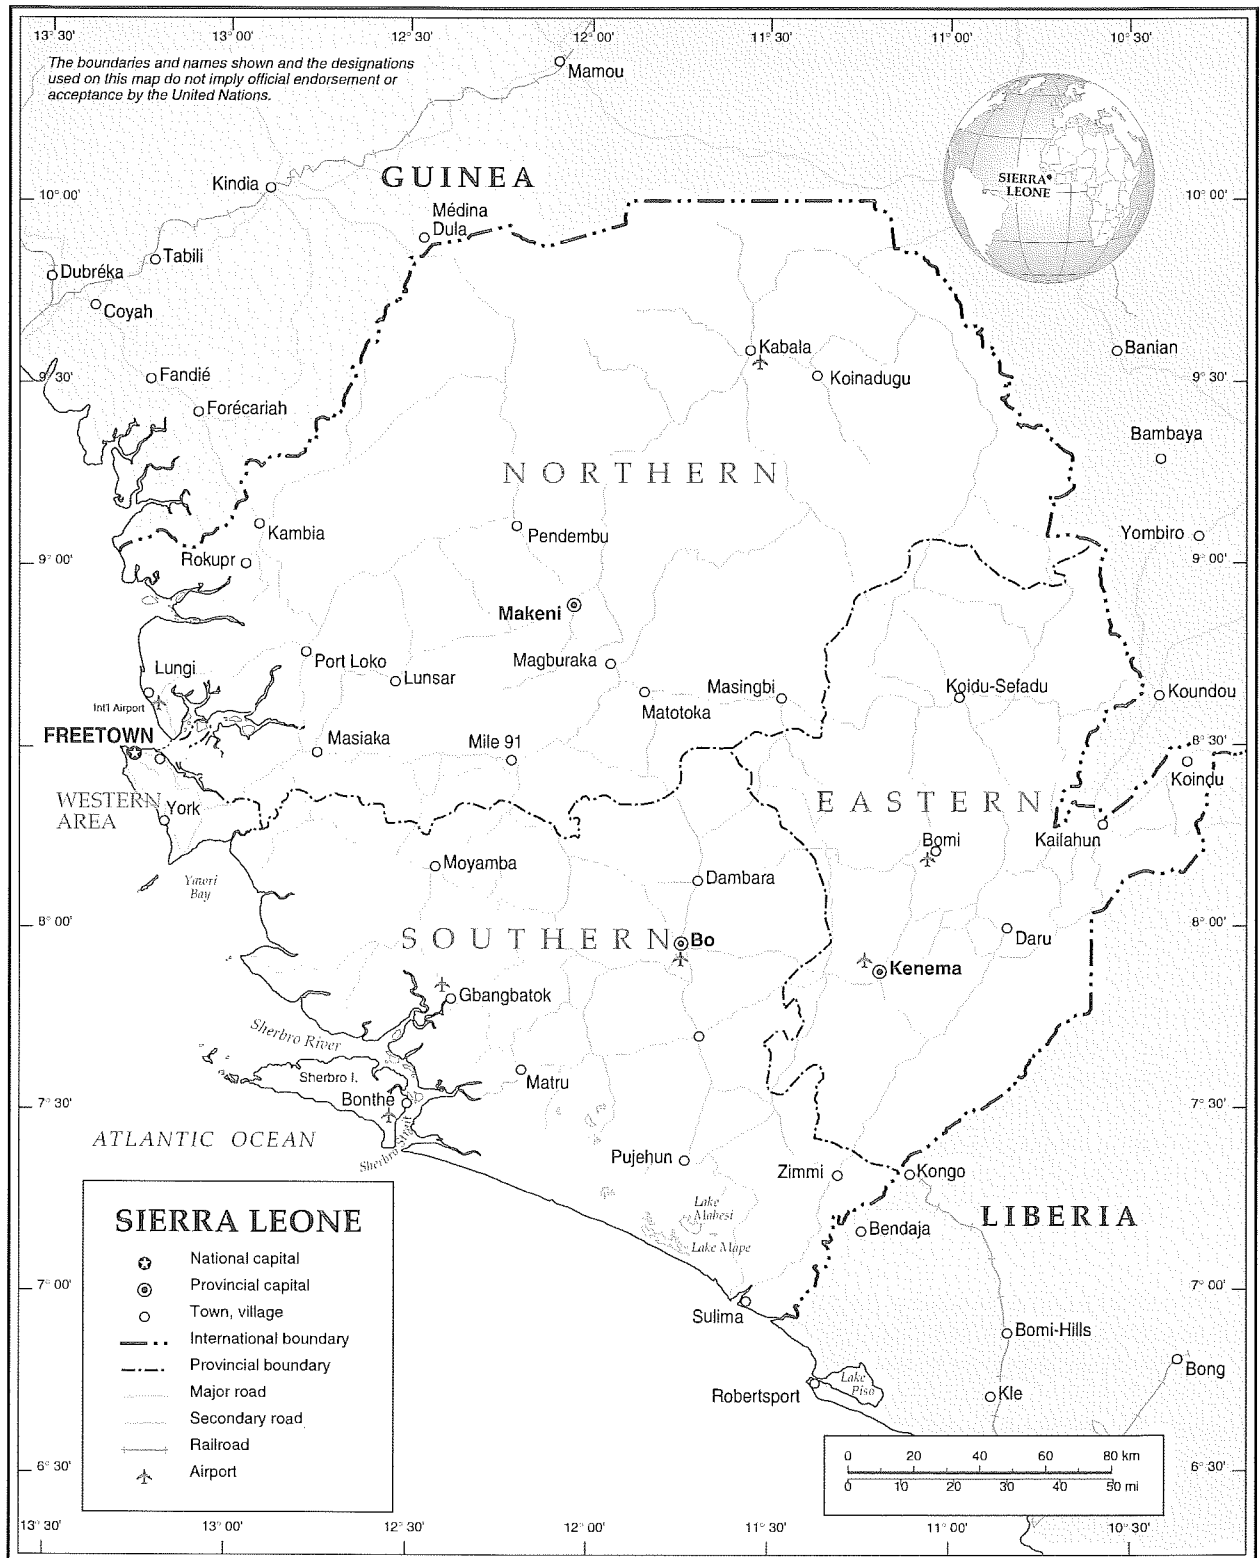 13° 30'
13° 00'
12° 30'
12° 00'
11° 30'
11° 00'
10° 30'
The boundaries and names shown and the designations
used on this map do not imply official endorsement or
acceptance by the United Nations.
Mamou
SIERRA
LEONE
Kindia
GUINEA
10° 00'
10° 00'
Médina
Dula
Tabili
Dubréka
Coyah
Kabala
Banian
Fandié
Koinadugu
9° 30'
9° 30'
Forécariah
Bambaya
NORTHERN
Kambia
Pendembu
Yombiro
Rokupr
9° 00'
9° 00'
Makeni
Port Loko
Magburaka
Lungi
Lunsar
Masingbi
Koidu-Sefadu
Koundou
Int'l Airport
Matotoka
FREETOWN
Masiaka
Mile 91
8° 30'
8° 30'
Koindu
WESTERN
AREA
York
EASTERN
Bomi
Kailahun
Moyamba
Dambara
Yawri
Bay
8° 00'
8° 00'
SOUTHERN
Bo
Daru
Kenema
Gbangbatok
Sherbro River
Sherbro I.
Matru
Bonthe
7° 30'
7° 30'
ATLANTIC OCEAN
Sherbro Strait
Pujehun
Zimmi
Kongo
Lake
Mabesi
LIBERIA
Bendaja
Lake Mape
SIERRA LEONE
National capital
Provincial capital
Town, village
International boundary
Provincial boundary
Major road
Secondary road
Railroad
Airport
7° 00'
7° 00'
Sulima
Bomi-Hills
Bong
Lake
Piso
Robertsport
Kle
0 20 40 60 80 km
0 10 20 30 40 50 mi
6° 30'
6° 30'
13° 30'
13° 00'
12° 30'
12° 00'
11° 30'
11° 00'
10° 30'